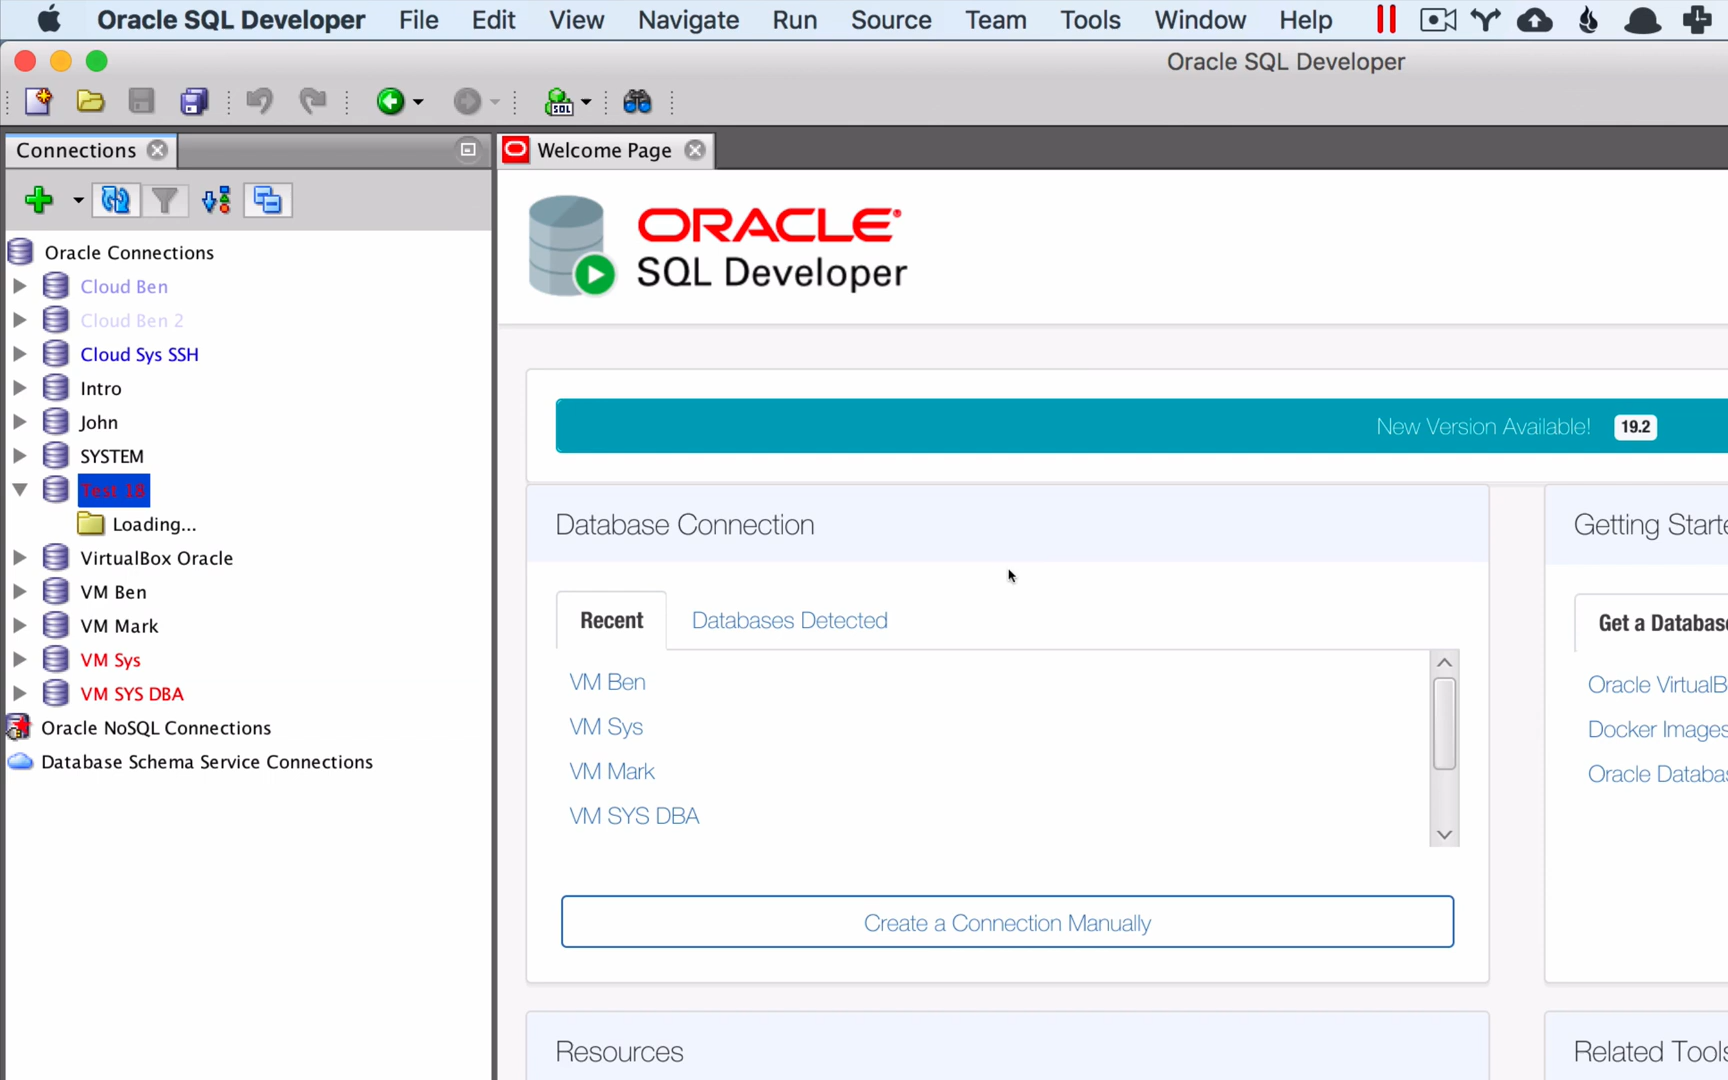 Oracle SQL Developer File Edit View Navigate Run Source Team Tools Window Help
Oracle SQL Developer
SQL
Connections
Welcome Page
ORACLE
SQL Developer
Oracle Connections
Cloud Ben
Cloud Ben 2
Cloud Sys SSH
Intro
John
SYSTEM
Test 18
Loading...
VirtualBox Oracle
VM Ben
VM Mark
VM Sys
VM SYS DBA
Oracle NoSQL Connections
Database Schema Service Connections
New Version Available! 19.2
Database Connection
Recent Databases Detected
VM Ben
VM Sys
VM Mark
VM SYS DBA
Create a Connection Manually
Resources
Getting Starte
Get a Database
Oracle VirtualB
Docker Images
Oracle Databas
Related Tools